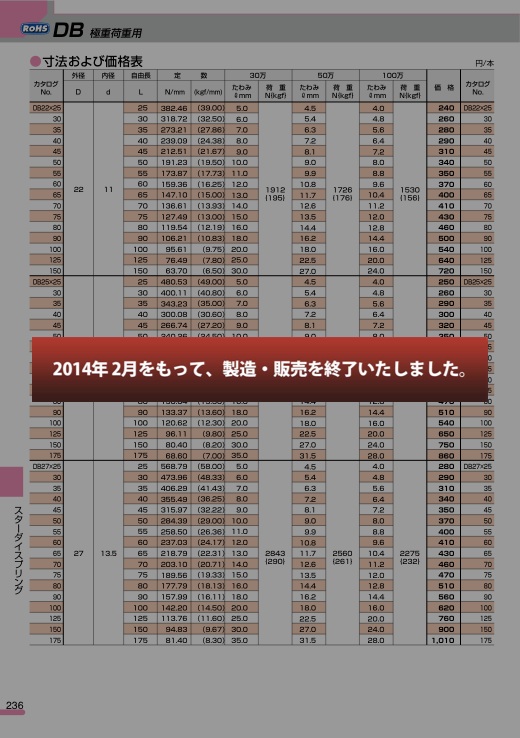 RoHS DB 極重荷重用
●寸法および価格表
円/本
カタログ No. 外径 D 内径 d 自由長 L 定 数 N/mm (kgf/mm) 30万 たわみ ℓmm 荷重 N(kgf) 50万 たわみ ℓmm 荷重 N(kgf) 100万 たわみ ℓmm 荷重 N(kgf) 価格 カタログ No.
DB22×25 25 382.46 (39.00) 5.0 4.5 4.0 240 DB22×25
30 30 318.72 (32.50) 6.0 5.4 4.8 260 30
35 35 273.21 (27.86) 7.0 6.3 5.6 280 35
40 40 239.09 (24.38) 8.0 7.2 6.4 290 40
45 45 212.51 (21.67) 9.0 8.1 7.2 310 45
50 50 191.23 (19.50) 10.0 9.0 8.0 340 50
55 55 173.87 (17.73) 11.0 9.9 8.8 350 55
60 22 11 60 159.36 (16.25) 12.0 1912 (195) 10.8 1726 (176) 9.6 1530 (156) 370 60
65 65 147.10 (15.00) 13.0 11.7 10.4 400 65
70 70 136.61 (13.93) 14.0 12.6 11.2 410 70
75 75 127.49 (13.00) 15.0 13.5 12.0 430 75
80 80 119.54 (12.19) 16.0 14.4 12.8 460 80
90 90 106.21 (10.83) 18.0 16.2 14.4 500 90
100 100 95.61 (9.75) 20.0 18.0 16.0 540 100
125 125 76.49 (7.80) 25.0 22.5 20.0 640 125
150 150 63.70 (6.50) 30.0 27.0 24.0 720 150
DB25×25 25 480.53 (49.00) 5.0 4.5 4.0 250 DB25×25
30 30 400.11 (40.80) 6.0 5.4 4.8 260 30
35 35 343.23 (35.00) 7.0 6.3 5.6 290 35
40 40 300.08 (30.60) 8.0 7.2 6.4 300 40
45 45 266.74 (27.20) 9.0 8.1 7.2 320 45
2014年2月をもって、製造・販売を終了いたしました。
90 90 133.37 (13.60) 18.0 16.2 14.4 510 90
100 100 120.62 (12.30) 20.0 18.0 16.0 540 100
125 125 96.11 (9.80) 25.0 22.5 20.0 650 125
150 150 80.40 (8.20) 30.0 27.0 24.0 750 150
175 175 68.60 (7.00) 35.0 31.5 28.0 860 175
DB27×25 25 568.79 (58.00) 5.0 4.5 4.0 280 DB27×25
30 30 473.96 (48.33) 6.0 5.4 4.8 290 30
35 35 406.29 (41.43) 7.0 6.3 5.6 310 35
40 40 355.49 (36.25) 8.0 7.2 6.4 340 40
45 45 315.97 (32.22) 9.0 8.1 7.2 350 45
50 50 284.39 (29.00) 10.0 9.0 8.0 370 50
55 55 258.50 (26.36) 11.0 9.9 8.8 400 55
60 60 237.03 (24.17) 12.0 10.8 9.6 410 60
65 27 13.5 65 218.79 (22.31) 13.0 2843 (290) 11.7 2560 (261) 10.4 2275 (232) 430 65
70 70 203.10 (20.71) 14.0 12.6 11.2 460 70
75 75 189.56 (19.33) 15.0 13.5 12.0 470 75
80 80 177.79 (18.13) 16.0 14.4 12.8 510 80
90 90 157.99 (16.11) 18.0 16.2 14.4 560 90
100 100 142.20 (14.50) 20.0 18.0 16.0 620 100
125 125 113.76 (11.60) 25.0 22.5 20.0 760 125
150 150 94.83 (9.67) 30.0 27.0 24.0 900 150
175 175 81.40 (8.30) 35.0 31.5 28.0 1,010 175
スターダイスプリング
236